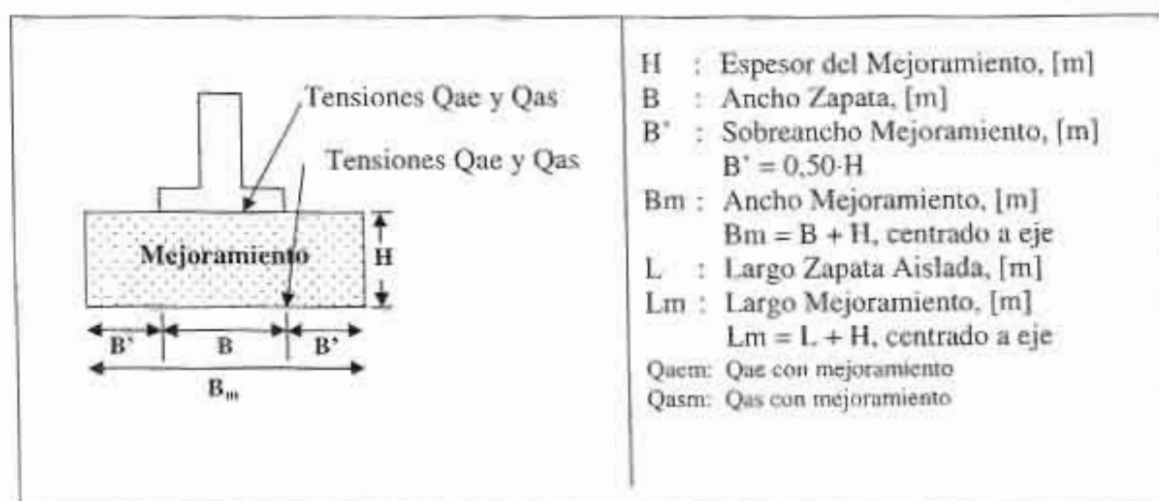 Tensiones Qae y Qas
Tensiones Qae y Qas
Mejoramiento
H
B'
B
B'
Bm
H : Espesor del Mejoramiento, [m]
B : Ancho Zapata, [m]
B' : Sobreancho Mejoramiento, [m]
B' = 0,50·H
Bm : Ancho Mejoramiento, [m]
Bm = B + H, centrado a eje
L : Largo Zapata Aislada, [m]
Lm : Largo Mejoramiento, [m]
Lm = L + H, centrado a eje
Qaem: Qae con mejoramiento
Qasm: Qas con mejoramiento